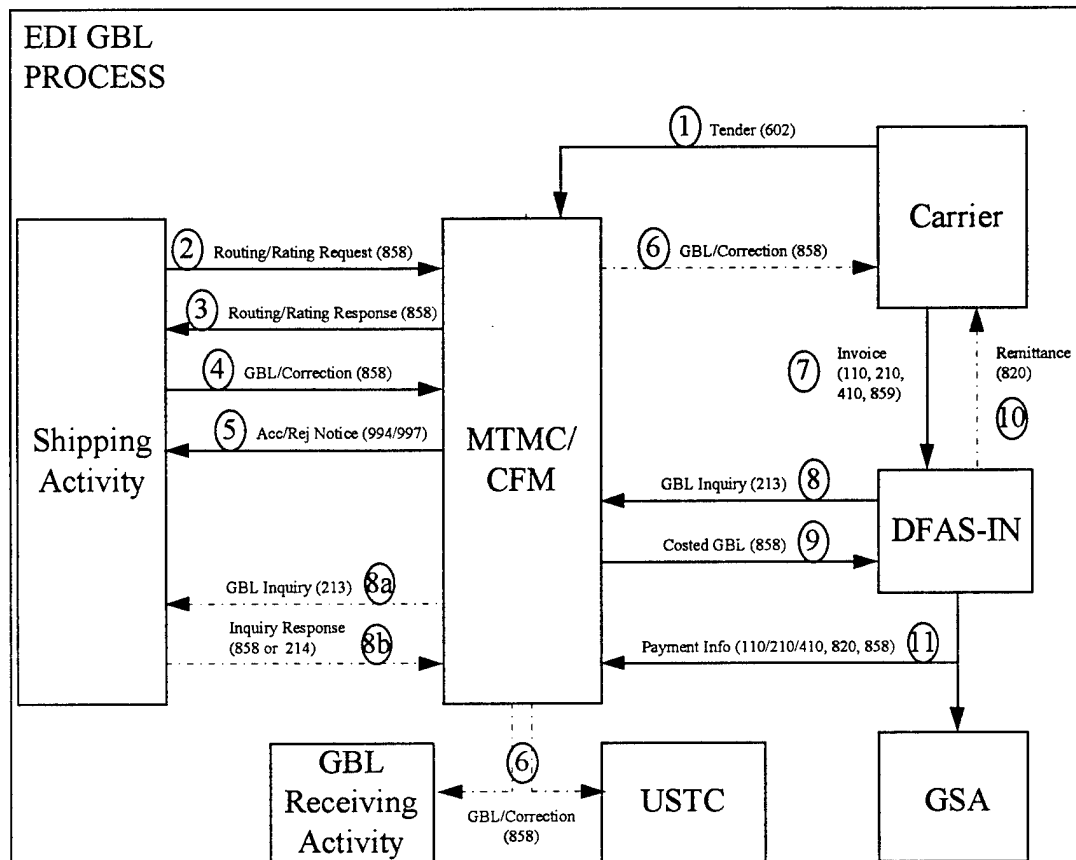 EDI GBL
PROCESS
1 Tender (602)
Carrier
2 Routing/Rating Request (858)
6 GBL/Correction (858)
3 Routing/Rating Response (858)
4 GBL/Correction (858)
7 Invoice
(110, 210,
410, 859)
Remittance
(820)
10
5 Acc/Rej Notice (994/997)
Shipping
Activity
MTMC/
CFM
GBL Inquiry (213) 8
DFAS-IN
Costed GBL (858) 9
GBL Inquiry (213) 8a
Inquiry Response
(858 or 214) 8b
Payment Info (110/210/410, 820, 858) 11
GBL
Receiving
Activity
6
GBL/Correction
(858)
USTC
GSA